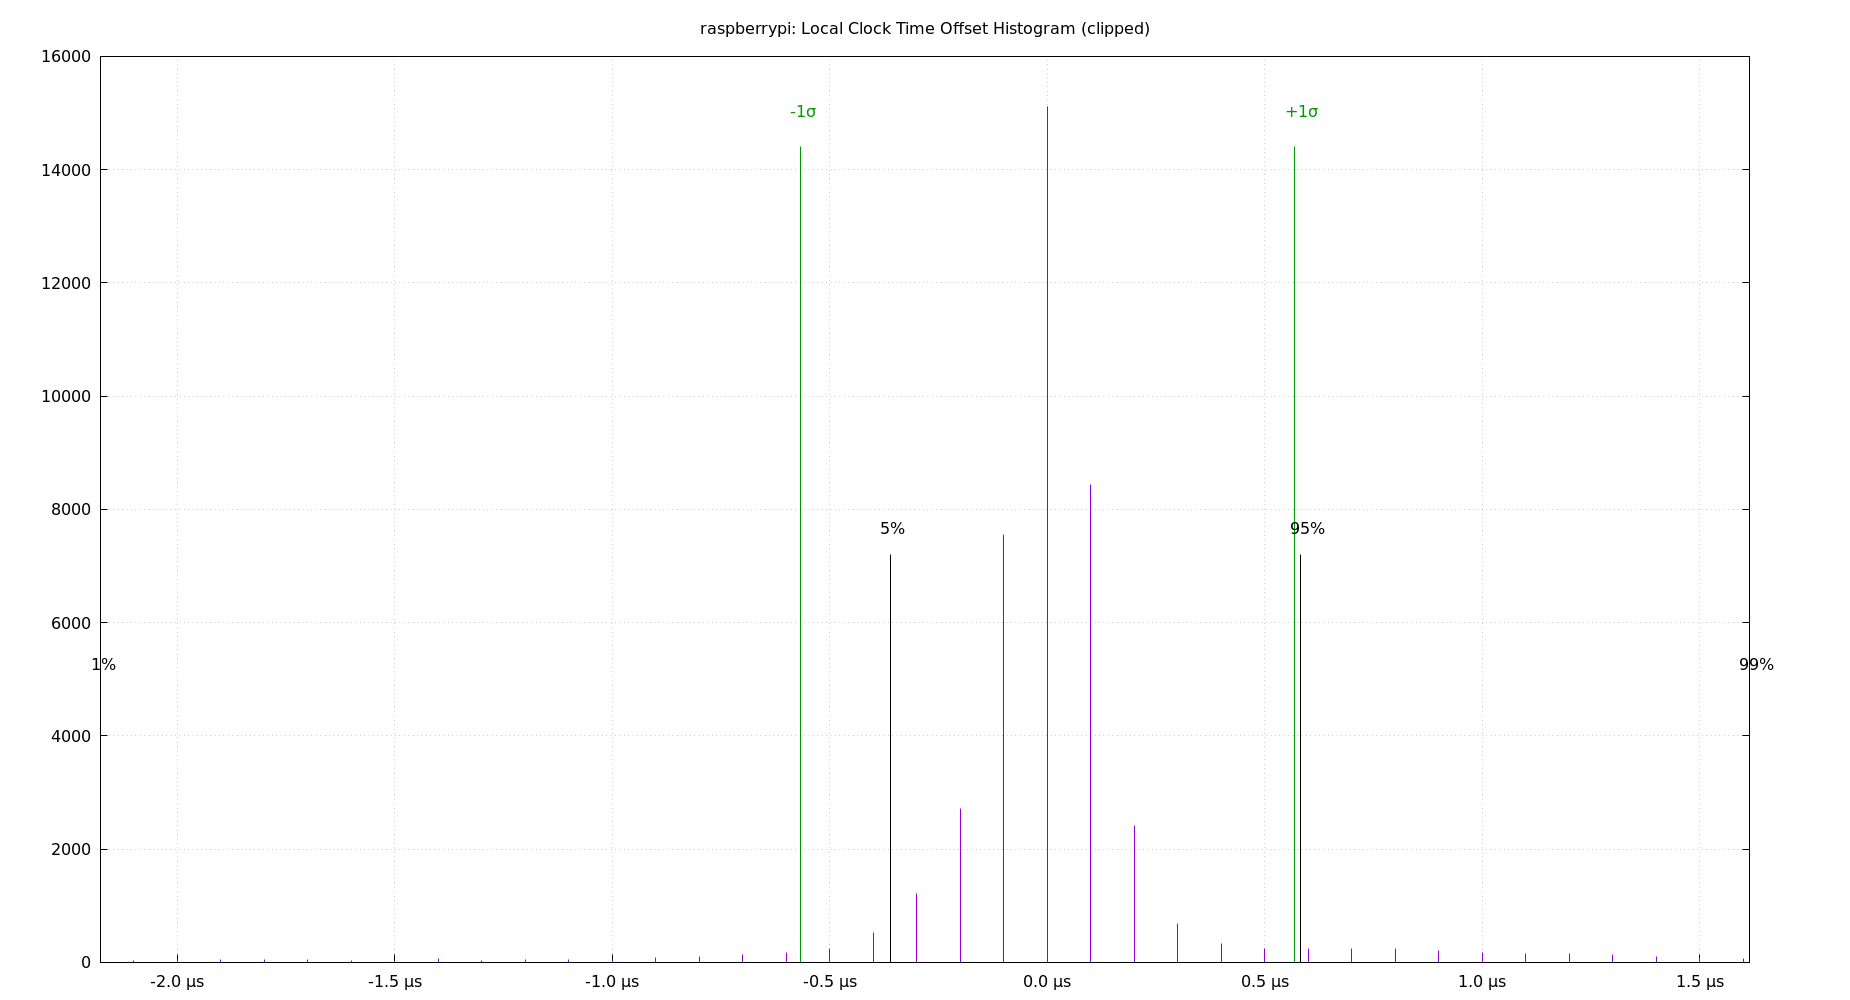 raspberrypi: Local Clock Time Offset Histogram (clipped)
16000
-1σ
+1σ
14000
12000
10000
8000
5%
95%
6000
1%
99%
4000
2000
0
-2.0 µs
-1.5 µs
-1.0 µs
-0.5 µs
0.0 µs
0.5 µs
1.0 µs
1.5 µs